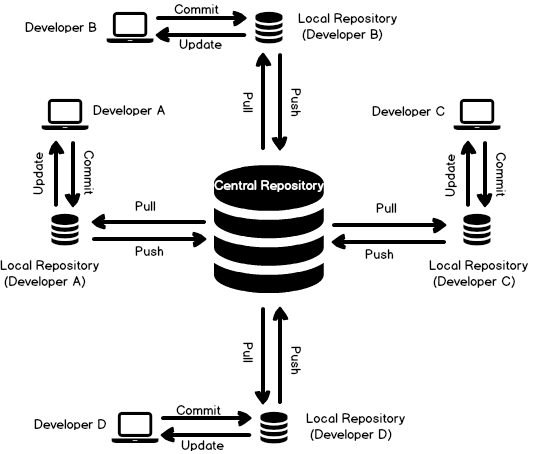 Commit
Developer B
Update
Local Repository
(Developer B)
Pull
Push
Developer A
Update
Commit
Developer C
Update
Commit
Central Repository
Pull
Push
Local Repository
(Developer A)
Pull
Push
Local Repository
(Developer C)
Pull
Push
Developer D
Commit
Update
Local Repository
(Developer D)